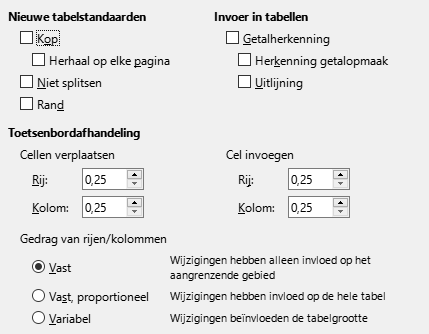 Nieuwe tabelstandaarden
Kop
Herhaal op elke pagina
Niet splitsen
Rand
Invoer in tabellen
Getalherkenning
Herkenning getalopmaak
Uitlijning
Toetsenbordafhandeling
Cellen verplaatsen
Rij: 0,25
Kolom: 0,25
Cel invoegen
Rij: 0,25
Kolom: 0,25
Gedrag van rijen/kolommen
Vast
Wijzigingen hebben alleen invloed op het
aangrenzende gebied
Vast, proportioneel
Wijzigingen hebben invloed op de hele tabel
Variabel
Wijzigingen beïnvloeden de tabelgrootte